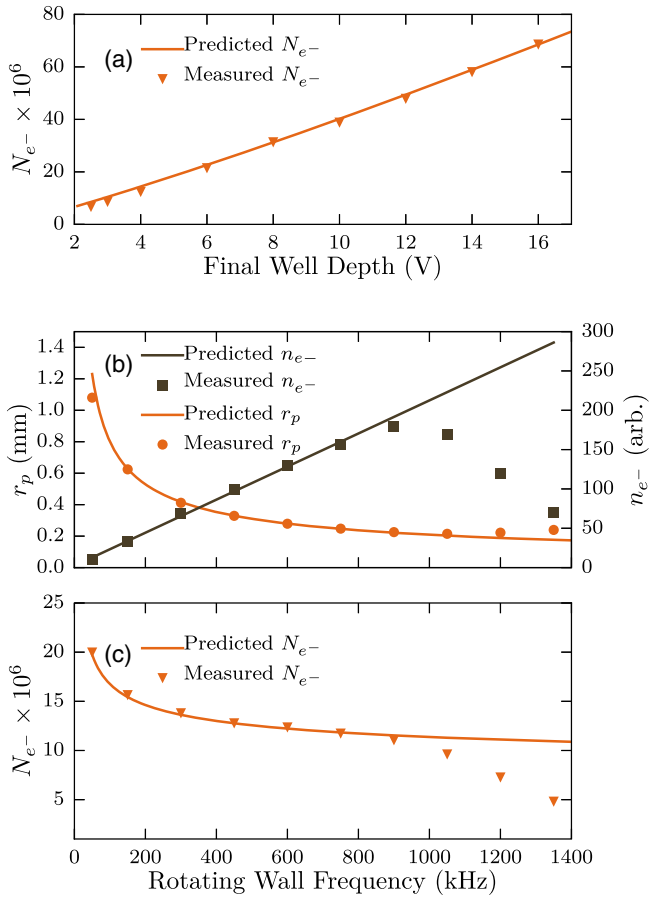 80
60
40
20
0
N_{e^-} × 10^6
(a)
Predicted N_{e−}
Measured N_{e−}
2 4 6 8 10 12 14 16
Final Well Depth (V)
1.4
1.2
1.0
0.8
0.6
0.4
0.2
0.0
r_p (mm)
(b)
Predicted n_{e−}
Measured n_{e−}
Predicted r_p
Measured r_p
300
250
200
150
100
50
0
n_{e^-} (arb.)
25
20
15
10
5
N_{e^-} × 10^6
(c)
Predicted N_{e−}
Measured N_{e−}
0 200 400 600 800 1000 1200 1400
Rotating Wall Frequency (kHz)